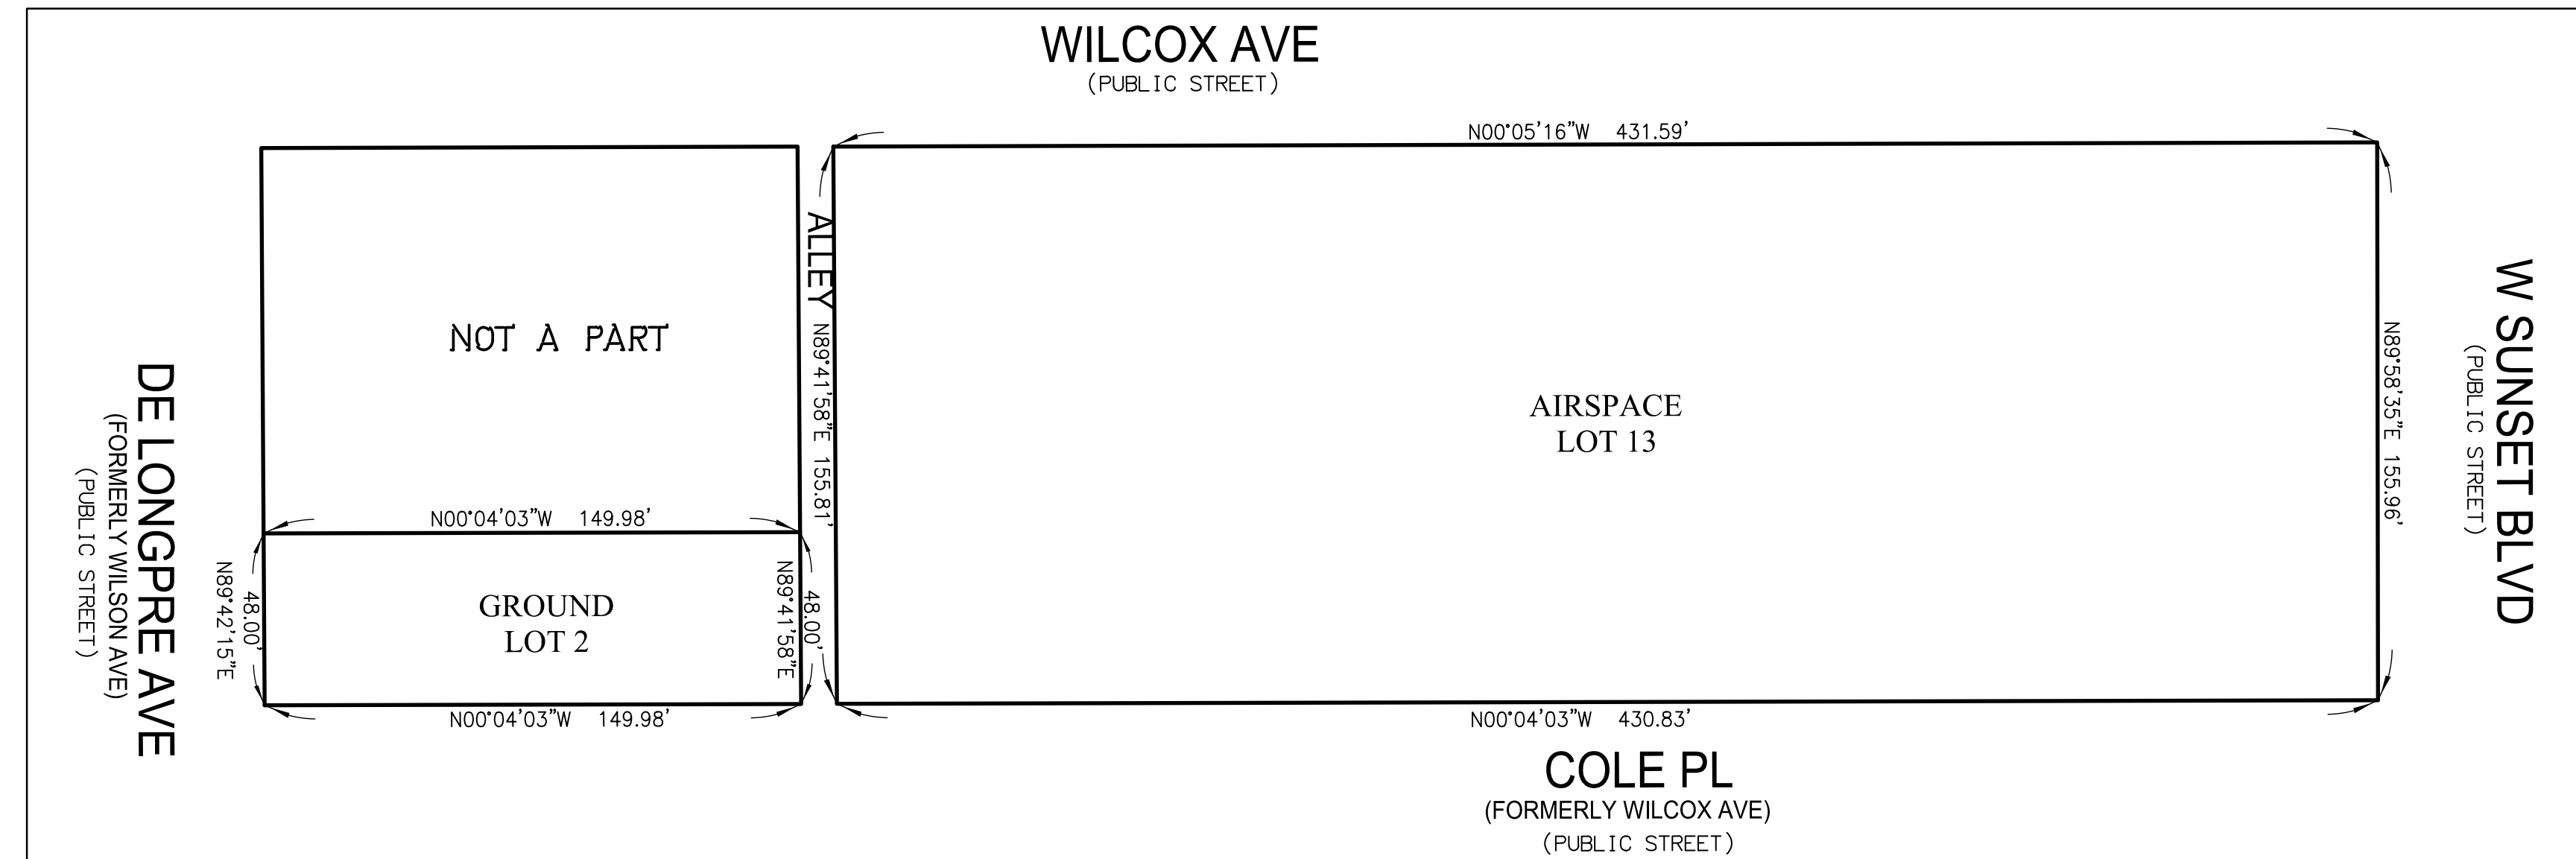 WILCOX AVE
(PUBLIC STREET)
N00°05'16"W 431.59'
ALLEY
N89°41'58"E 155.81'
NOT A PART
AIRSPACE
LOT 13
N89°58'35"E 155.96'
W SUNSET BLVD
(PUBLIC STREET)
DE LONGPRE AVE
(FORMERLY WILSON AVE)
(PUBLIC STREET)
N00°04'03"W 149.98'
48.00'
N89°42'15"E
GROUND
LOT 2
48.00'
N89°41'58"E
N00°04'03"W 149.98'
N00°04'03"W 430.83'
COLE PL
(FORMERLY WILCOX AVE)
(PUBLIC STREET)